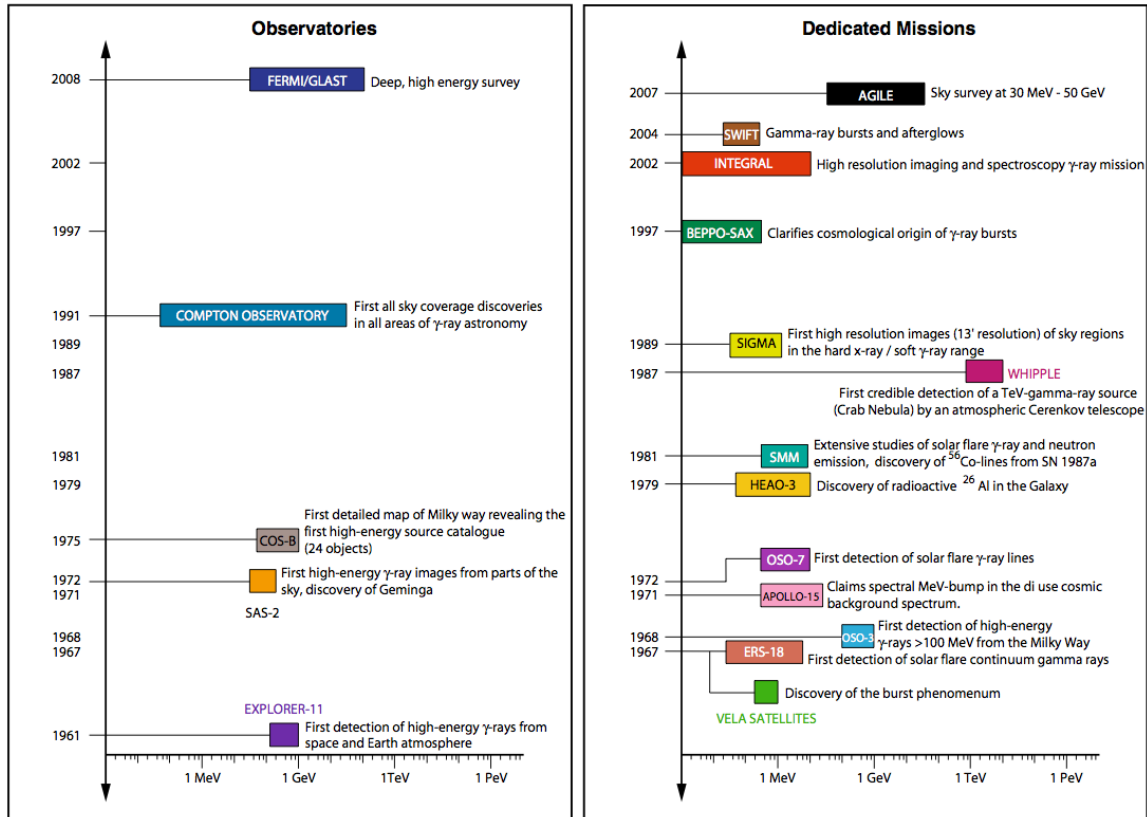 Observatories
2008
FERMI/GLAST
Deep, high energy survey
2002
1997
1991
COMPTON OBSERVATORY
First all sky coverage discoveries
in all areas of γ-ray astronomy
1989
1987
1981
1979
1975
COS-B
First detailed map of Milky way revealing the
first high-energy source catalogue
(24 objects)
1972
First high-energy γ-ray images from parts of the
sky, discovery of Geminga
1971
SAS-2
1968
1967
EXPLORER-11
1961
First detection of high-energy γ-rays from
space and Earth atmosphere
1 MeV
1 GeV
1TeV
1 PeV
Dedicated Missions
2007
AGILE
Sky survey at 30 MeV - 50 GeV
2004
SWIFT
Gamma-ray bursts and afterglows
2002
INTEGRAL
High resolution imaging and spectroscopy γ-ray mission
1997
BEPPO-SAX
Clarifies cosmological origin of γ-ray bursts
1989
SIGMA
First high resolution images (13' resolution) of sky regions
in the hard x-ray / soft γ-ray range
1987
WHIPPLE
First credible detection of a TeV-gamma-ray source
(Crab Nebula) by an atmospheric Cerenkov telescope
1981
SMM
Extensive studies of solar flare γ-ray and neutron
emission, discovery of 56Co-lines from SN 1987a
1979
HEAO-3
Discovery of radioactive 26 Al in the Galaxy
OSO-7
First detection of solar flare γ-ray lines
1972
1971
APOLLO-15
Claims spectral MeV-bump in the di use cosmic
background spectrum.
1968
OSO-3
First detection of high-energy
γ-rays >100 MeV from the Milky Way
1967
ERS-18
First detection of solar flare continuum gamma rays
Discovery of the burst phenomenum
VELA SATELLITES
1 MeV
1 GeV
1 TeV
1 PeV